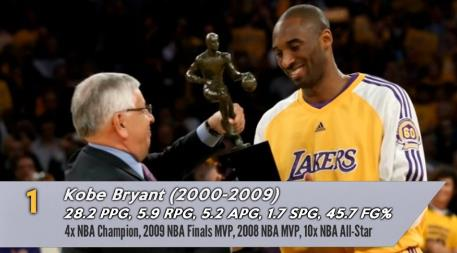 LAKERS
60
1
Kobe Bryant (2000-2009)
28.2 PPG, 5.9 RPG, 5.2 APG, 1.7 SPG, 45.7 FG%
4x NBA Champion, 2009 NBA Finals MVP, 2008 NBA MVP, 10x NBA All-Star